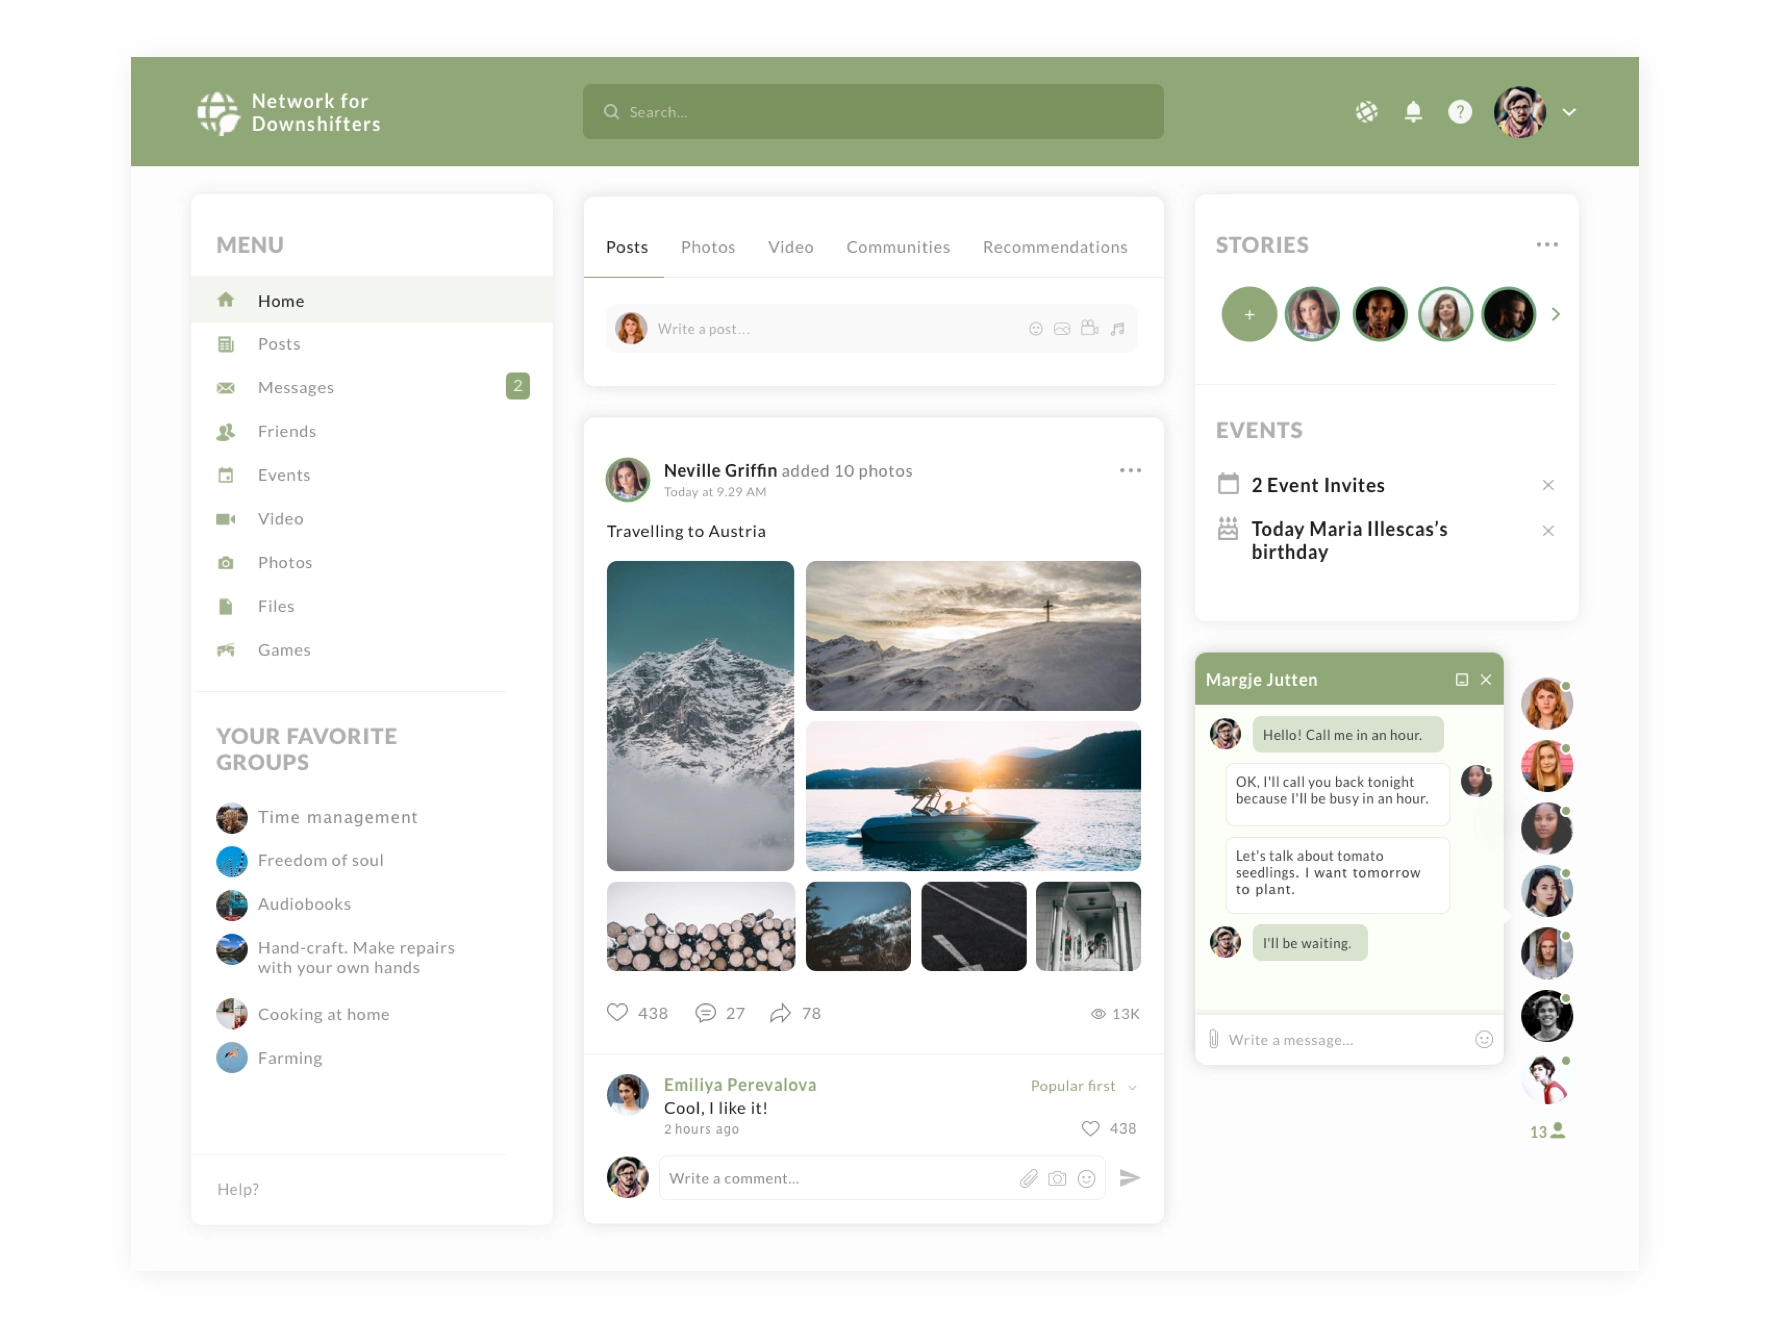 Network for
Downshifters
Search...
?
MENU
Home
Posts
Messages
2
Friends
Events
Video
Photos
Files
Games
YOUR FAVORITE
GROUPS
Time management
Freedom of soul
Audiobooks
Hand-craft. Make repairs
with your own hands
Cooking at home
Farming
Help?
Posts Photos Video Communities Recommendations
Write a post...
Neville Griffin added 10 photos
Today at 9.29 AM
Travelling to Austria
438 27 78 13K
Emiliya Perevalova
Popular first
Cool, I like it!
2 hours ago
438
Write a comment...
STORIES
+
EVENTS
2 Event Invites
Today Maria Illescas's
birthday
Margje Jutten
Hello! Call me in an hour.
OK, I'll call you back tonight
because I'll be busy in an hour.
Let's talk about tomato
seedlings. I want tomorrow
to plant.
I'll be waiting.
Write a message...
13